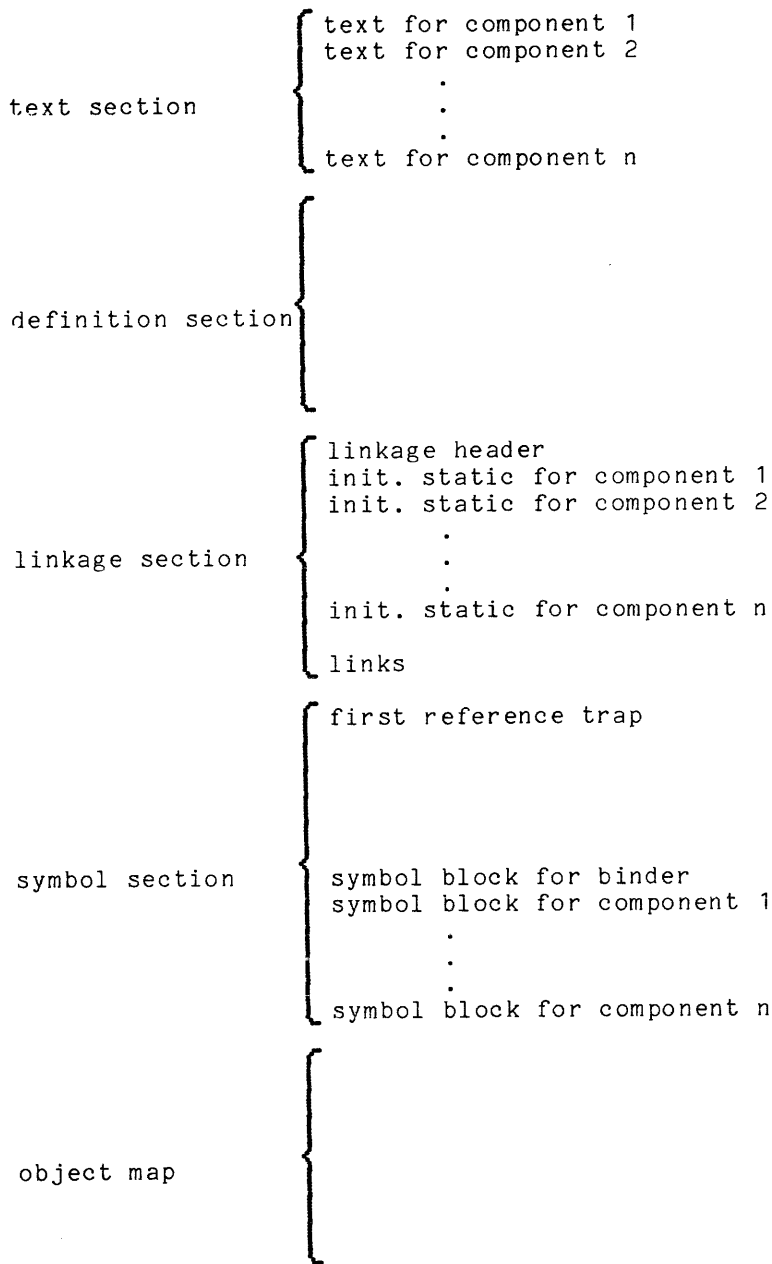 text for component 1
text for component 2
.
text section .
.
text for component n
definition section
linkage header
init. static for component 1
init. static for component 2
.
linkage section .
.
init. static for component n
links
first reference trap
symbol section symbol block for binder
symbol block for component 1
.
.
.
symbol block for component n
object map